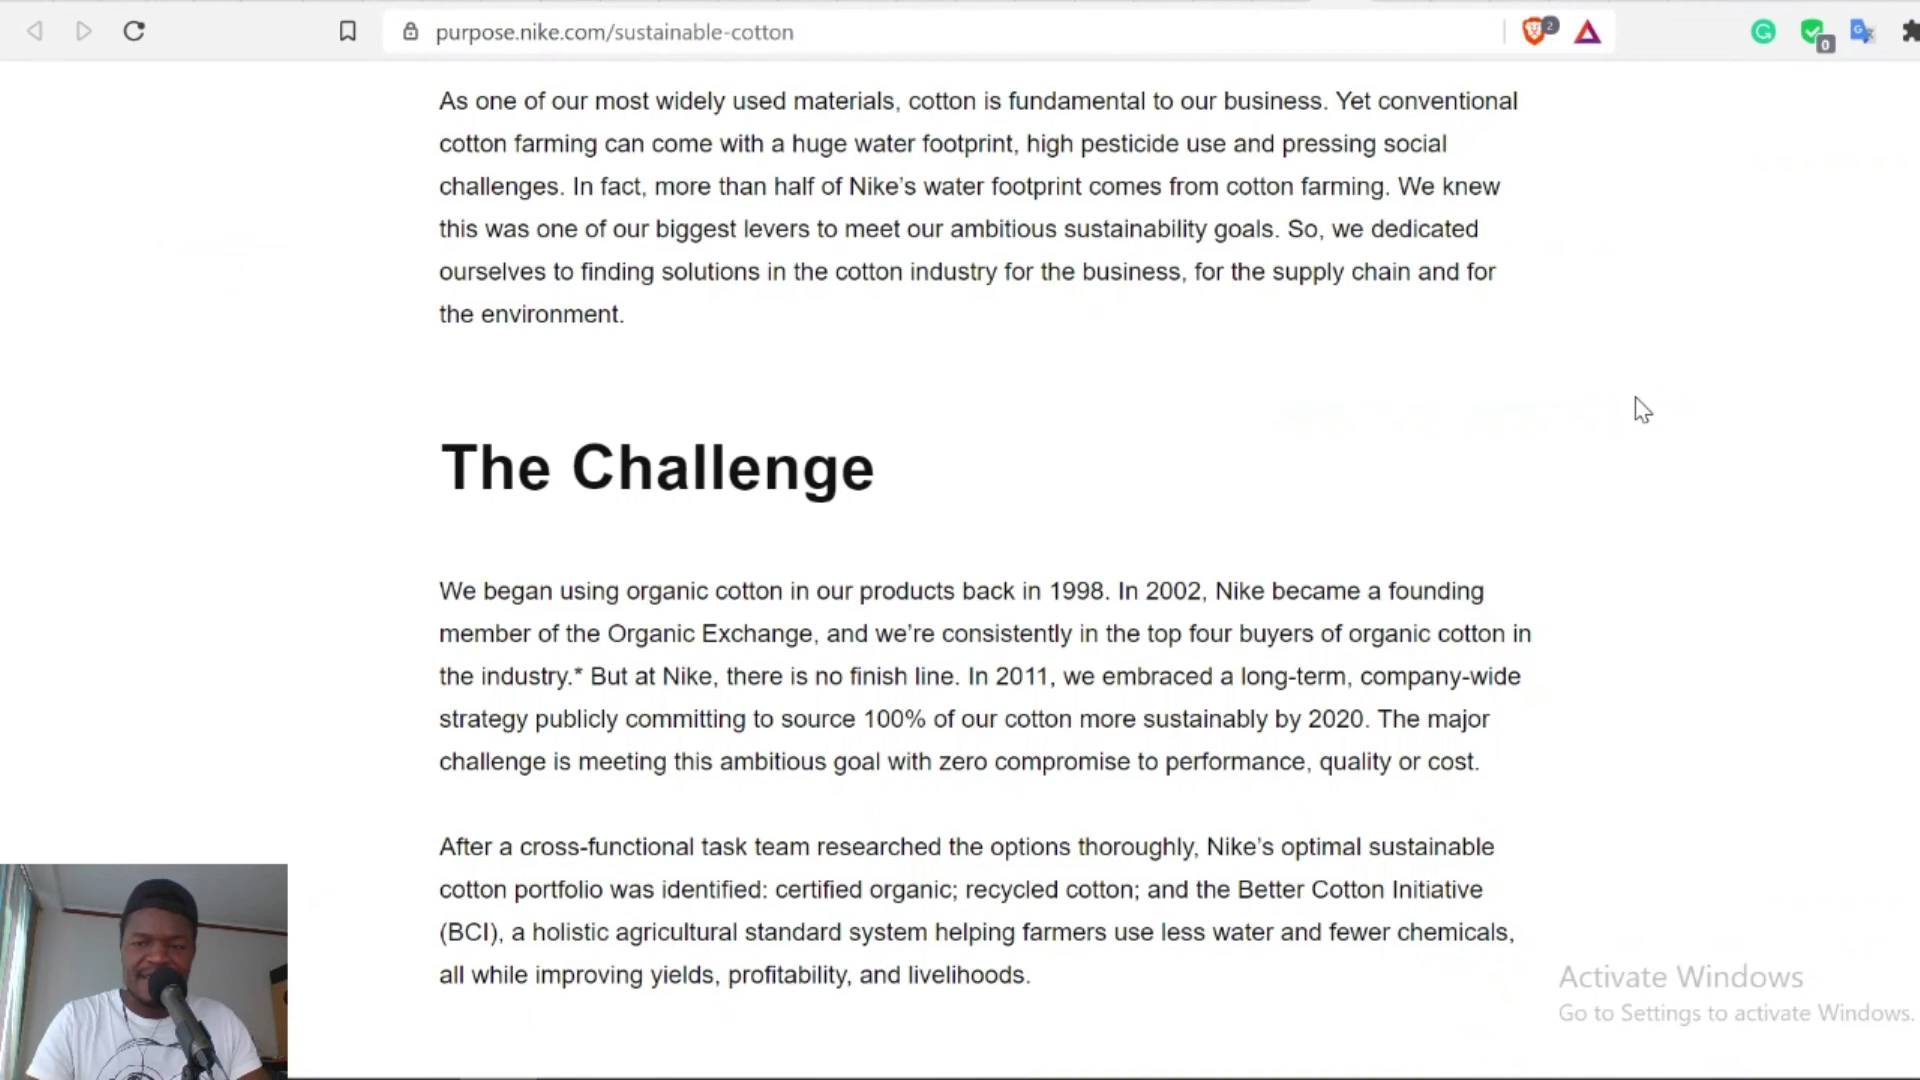 purpose.nike.com/sustainable-cotton
2
0
As one of our most widely used materials, cotton is fundamental to our business. Yet conventional
cotton farming can come with a huge water footprint, high pesticide use and pressing social
challenges. In fact, more than half of Nike’s water footprint comes from cotton farming. We knew
this was one of our biggest levers to meet our ambitious sustainability goals. So, we dedicated
ourselves to finding solutions in the cotton industry for the business, for the supply chain and for
the environment.
The Challenge
We began using organic cotton in our products back in 1998. In 2002, Nike became a founding
member of the Organic Exchange, and we’re consistently in the top four buyers of organic cotton in
the industry.* But at Nike, there is no finish line. In 2011, we embraced a long-term, company-wide
strategy publicly committing to source 100% of our cotton more sustainably by 2020. The major
challenge is meeting this ambitious goal with zero compromise to performance, quality or cost.
After a cross-functional task team researched the options thoroughly, Nike’s optimal sustainable
cotton portfolio was identified: certified organic; recycled cotton; and the Better Cotton Initiative
(BCI), a holistic agricultural standard system helping farmers use less water and fewer chemicals,
all while improving yields, profitability, and livelihoods.
Activate Windows
Go to Settings to activate Windows.